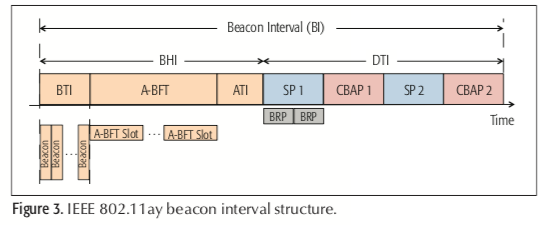 Beacon Interval (BI)
BHI DTI
BTI A-BFT ATI SP 1 CBAP 1 SP 2 CBAP 2
BRP BRP
Time
Beacon Beacon ... Beacon
A-BFT Slot ... A-BFT Slot
Figure 3. IEEE 802.11ay beacon interval structure.